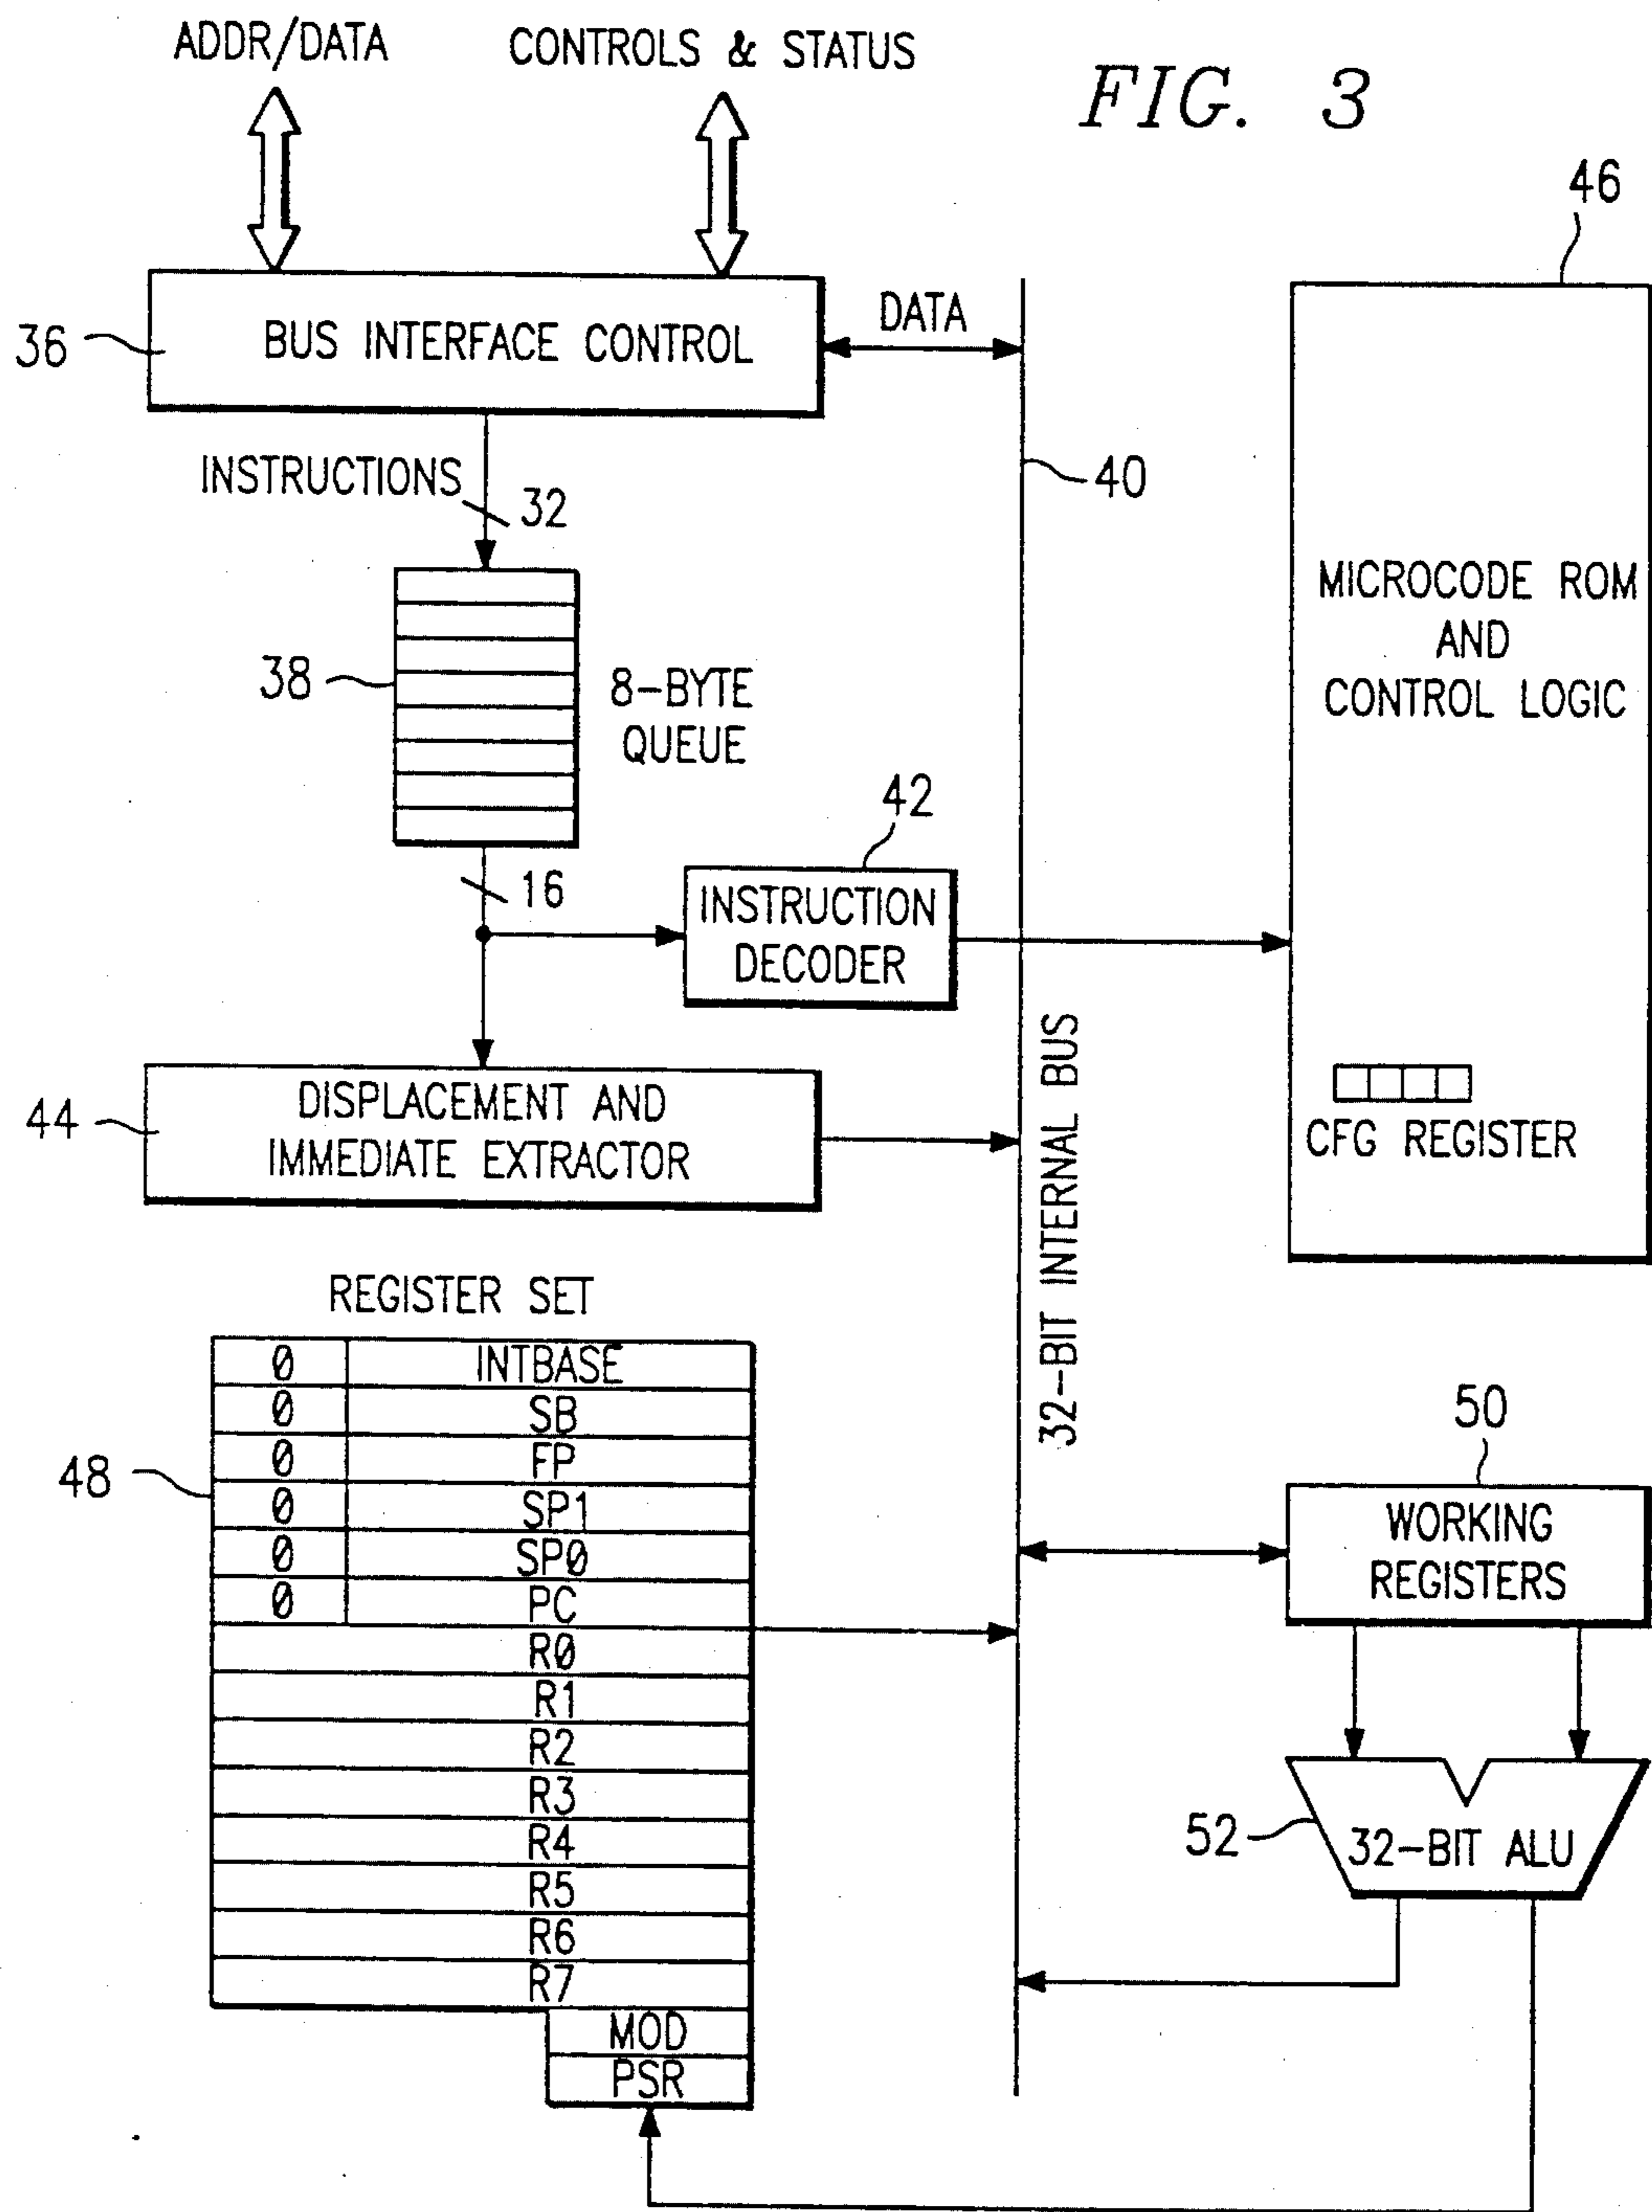 ADDR/DATA
CONTROLS & STATUS
FIG. 3
46
36
BUS INTERFACE CONTROL
DATA
40
INSTRUCTIONS
32
MICROCODE ROM
AND
CONTROL LOGIC
38
8-BYTE
QUEUE
42
16
INSTRUCTION
DECODER
44
DISPLACEMENT AND
IMMEDIATE EXTRACTOR
32-BIT INTERNAL BUS
CFG REGISTER
REGISTER SET
48
0 INTBASE
0 SB
0 FP
0 SP1
0 SP0
0 PC
R0
R1
R2
R3
R4
R5
R6
R7
MOD
PSR
50
WORKING
REGISTERS
52
32-BIT ALU